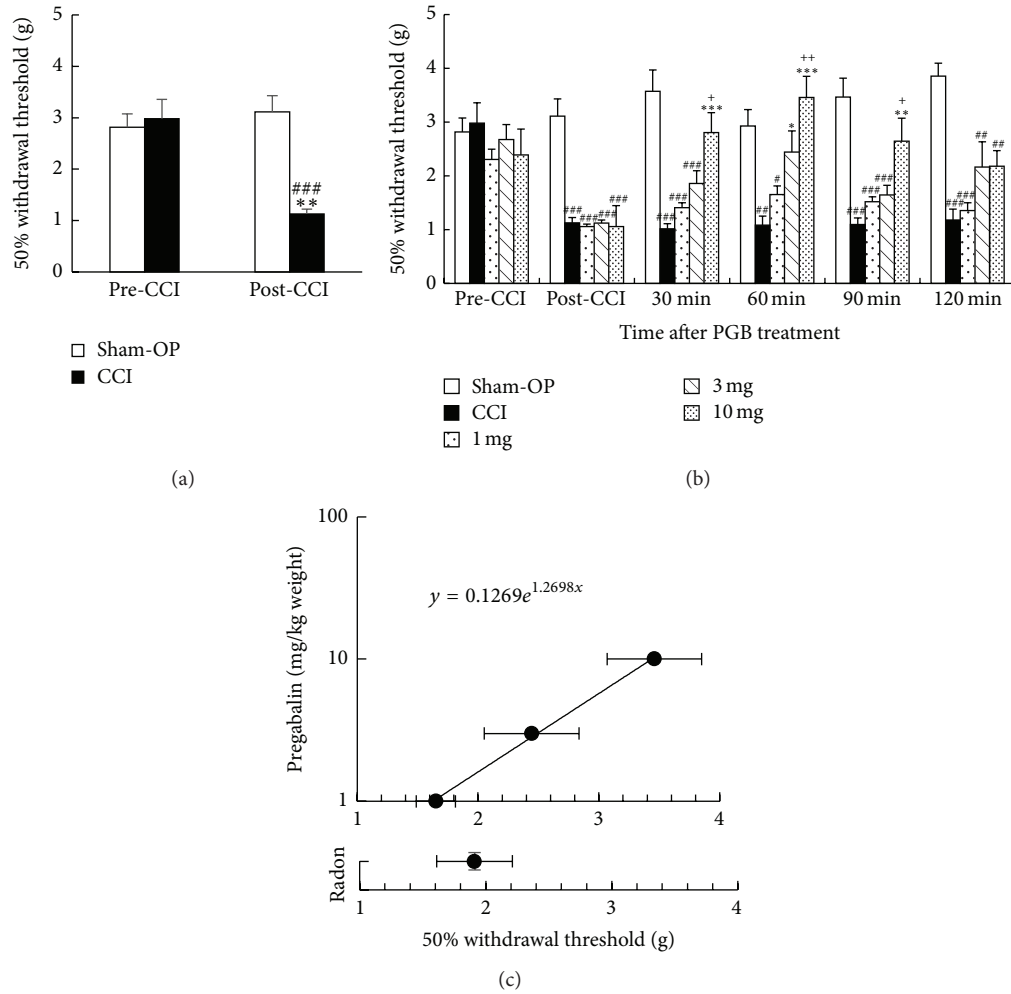 50% withdrawal threshold (g)
5
4
3
2
1
0
###
**
Pre-CCI
Post-CCI
Sham-OP
CCI
(a)
50% withdrawal threshold (g)
5
4
3
2
1
0
###
###
###
###
###
###
###
+
***
##
#
*
++
***
###
###
###
+
**
###
###
##
##
Pre-CCI
Post-CCI
30 min
60 min
90 min
120 min
Time after PGB treatment
Sham-OP
CCI
1 mg
3 mg
10 mg
(b)
Pregabalin (mg/kg weight)
100
10
1
y = 0.1269e^1.2698x
1 2 3 4
Radon
1 2 3 4
50% withdrawal threshold (g)
(c)